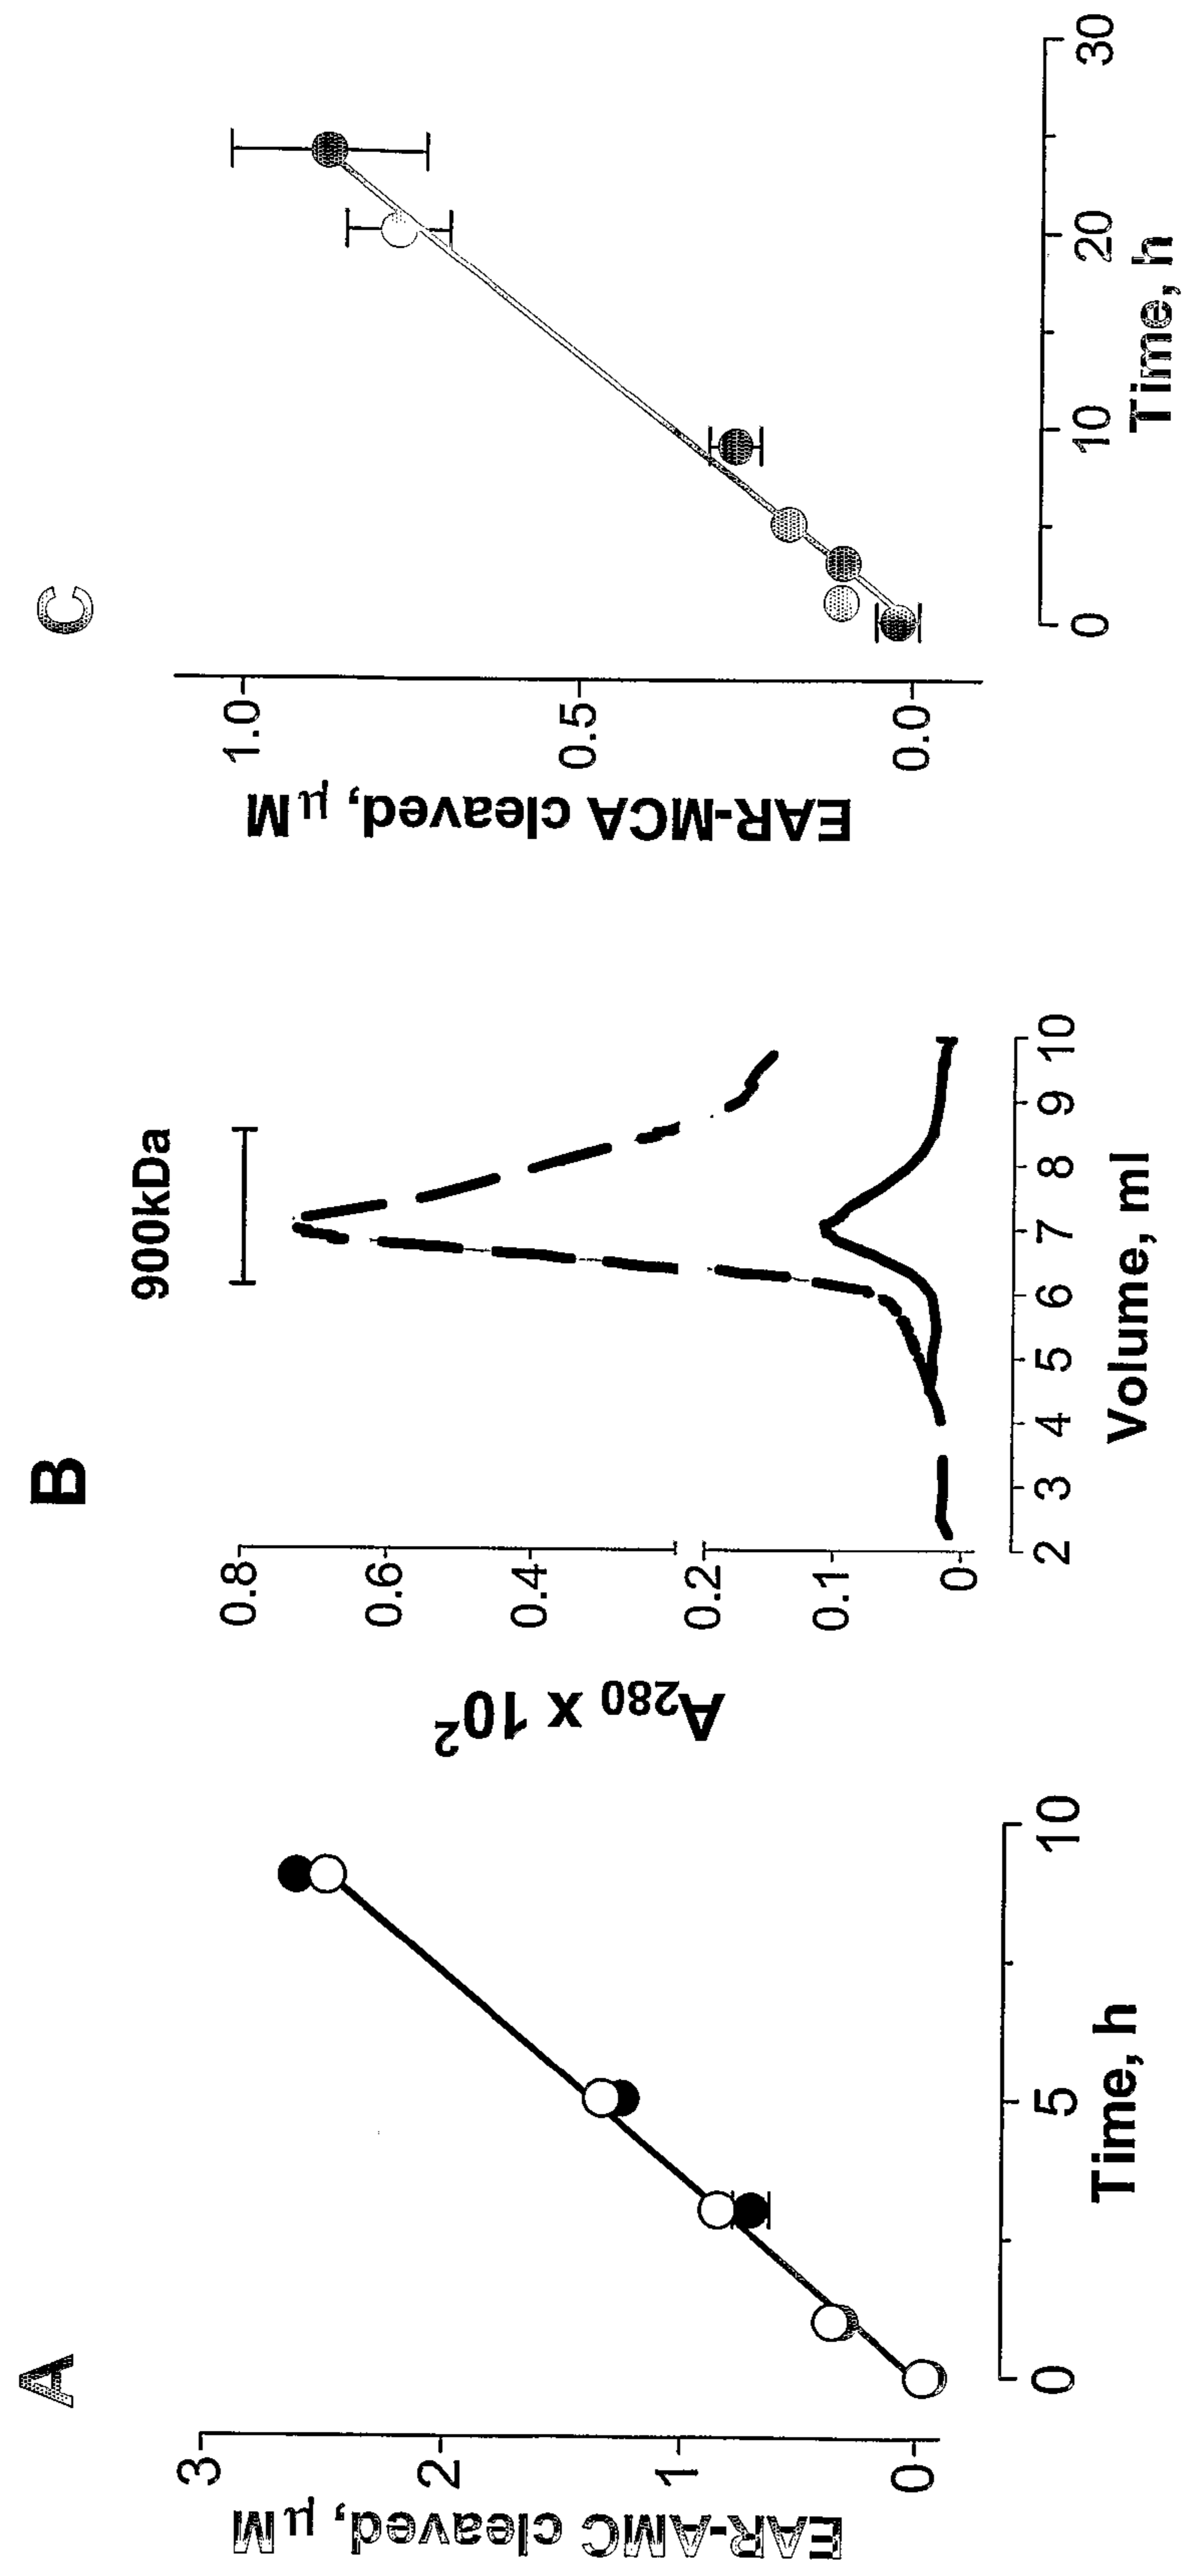 A
EAR-AMC cleaved, μM
3
2
1
0
0
5
10
Time, h
B
900kDa
A280 x 10²
0.8
0.6
0.4
0.2
0.1
0
2 3 4 5 6 7 8 9 10
Volume, ml
C
EAR-MCA cleaved, μM
1.0
0.5
0.0
0 10 20 30
Time, h